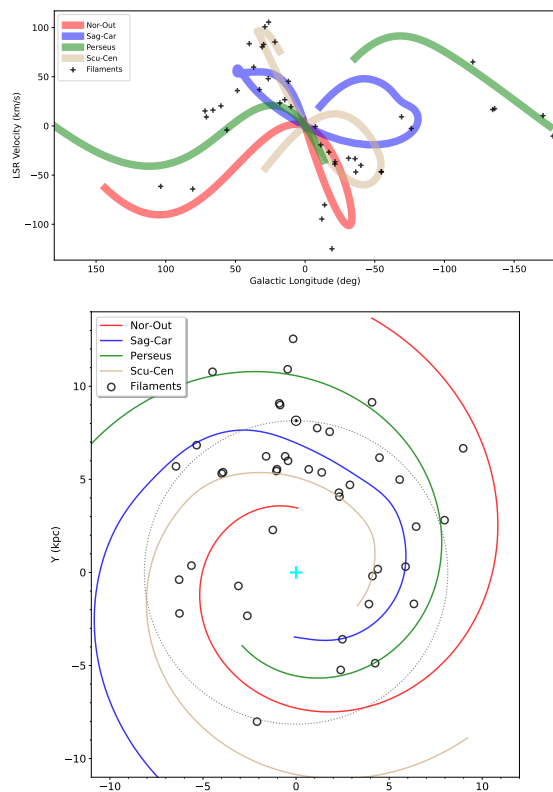 Nor-Out
Sag-Car
Perseus
Scu-Cen
Filaments
100
50
0
−50
−100
LSR Velocity (km/s)
150 100 50 0 −50 −100 −150
Galactic Longitude (deg)
Nor-Out
Sag-Car
Perseus
Scu-Cen
Filaments
10
5
0
−5
−10
Y (kpc)
−10 −5 0 5 10